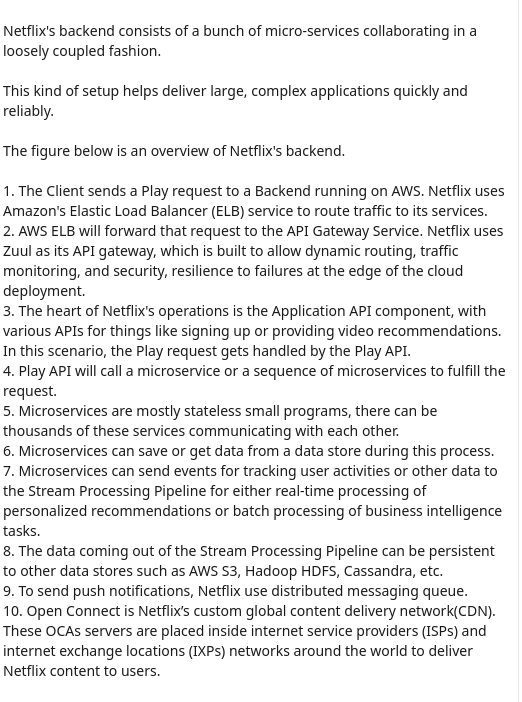 Netflix's backend consists of a bunch of micro-services collaborating in a
loosely coupled fashion.
This kind of setup helps deliver large, complex applications quickly and
reliably.
The figure below is an overview of Netflix's backend.
1. The Client sends a Play request to a Backend running on AWS. Netflix uses
Amazon's Elastic Load Balancer (ELB) service to route traffic to its services.
2. AWS ELB will forward that request to the API Gateway Service. Netflix uses
Zuul as its API gateway, which is built to allow dynamic routing, traffic
monitoring, and security, resilience to failures at the edge of the cloud
deployment.
3. The heart of Netflix's operations is the Application API component, with
various APIs for things like signing up or providing video recommendations.
In this scenario, the Play request gets handled by the Play API.
4. Play API will call a microservice or a sequence of microservices to fulfill the
request.
5. Microservices are mostly stateless small programs, there can be
thousands of these services communicating with each other.
6. Microservices can save or get data from a data store during this process.
7. Microservices can send events for tracking user activities or other data to
the Stream Processing Pipeline for either real-time processing of
personalized recommendations or batch processing of business intelligence
tasks.
8. The data coming out of the Stream Processing Pipeline can be persistent
to other data stores such as AWS S3, Hadoop HDFS, Cassandra, etc.
9. To send push notifications, Netflix use distributed messaging queue.
10. Open Connect is Netflix’s custom global content delivery network(CDN).
These OCAs servers are placed inside internet service providers (ISPs) and
internet exchange locations (IXPs) networks around the world to deliver
Netflix content to users.